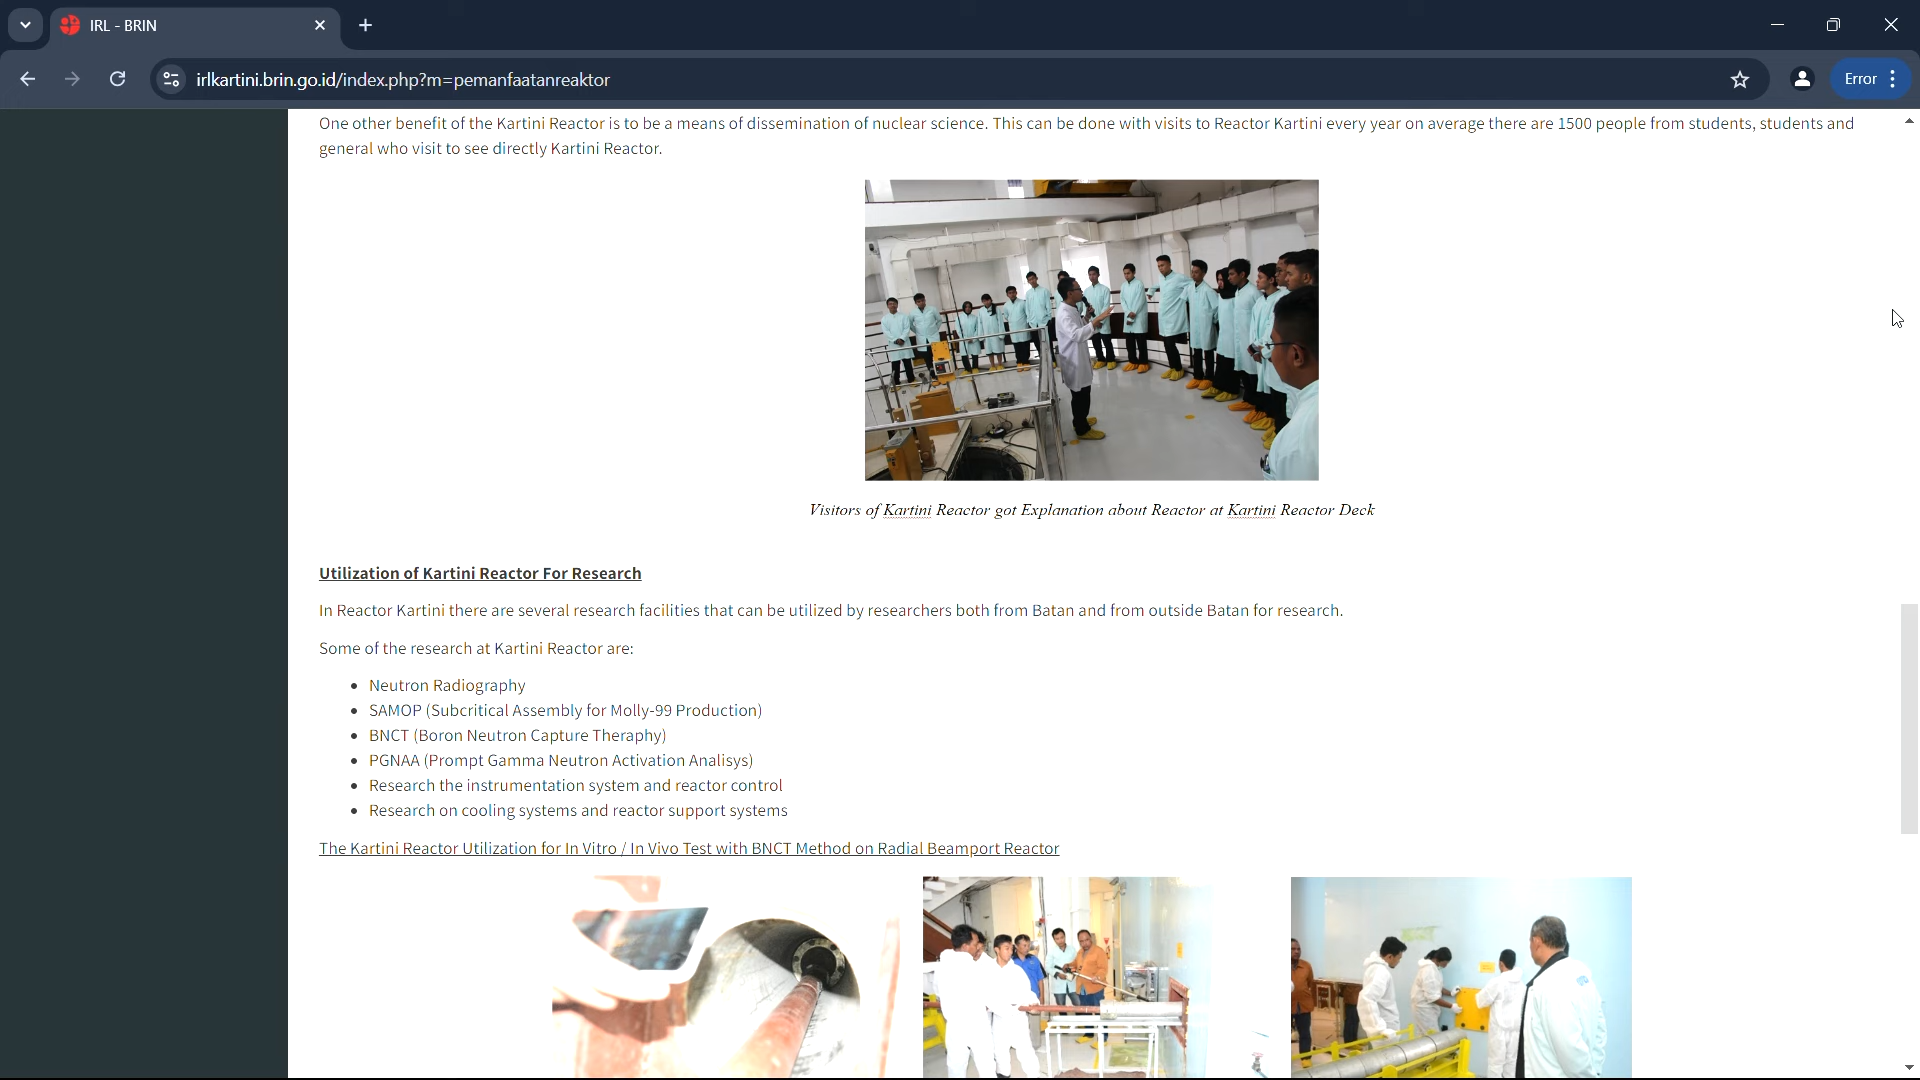 IRL - BRIN
irlkartini.brin.go.id/index.php?m=pemanfaatanreaktor
Error
One other benefit of the Kartini Reactor is to be a means of dissemination of nuclear science. This can be done with visits to Reactor Kartini every year on average there are 1500 people from students, students and
general who visit to see directly Kartini Reactor.
Visitors of Kartini Reactor got Explanation about Reactor at Kartini Reactor Deck
Utilization of Kartini Reactor For Research
In Reactor Kartini there are several research facilities that can be utilized by researchers both from Batan and from outside Batan for research.
Some of the research at Kartini Reactor are:
• Neutron Radiography
• SAMOP (Subcritical Assembly for Molly-99 Production)
• BNCT (Boron Neutron Capture Theraphy)
• PGNAA (Prompt Gamma Neutron Activation Analisys)
• Research the instrumentation system and reactor control
• Research on cooling systems and reactor support systems
The Kartini Reactor Utilization for In Vitro / In Vivo Test with BNCT Method on Radial Beamport Reactor